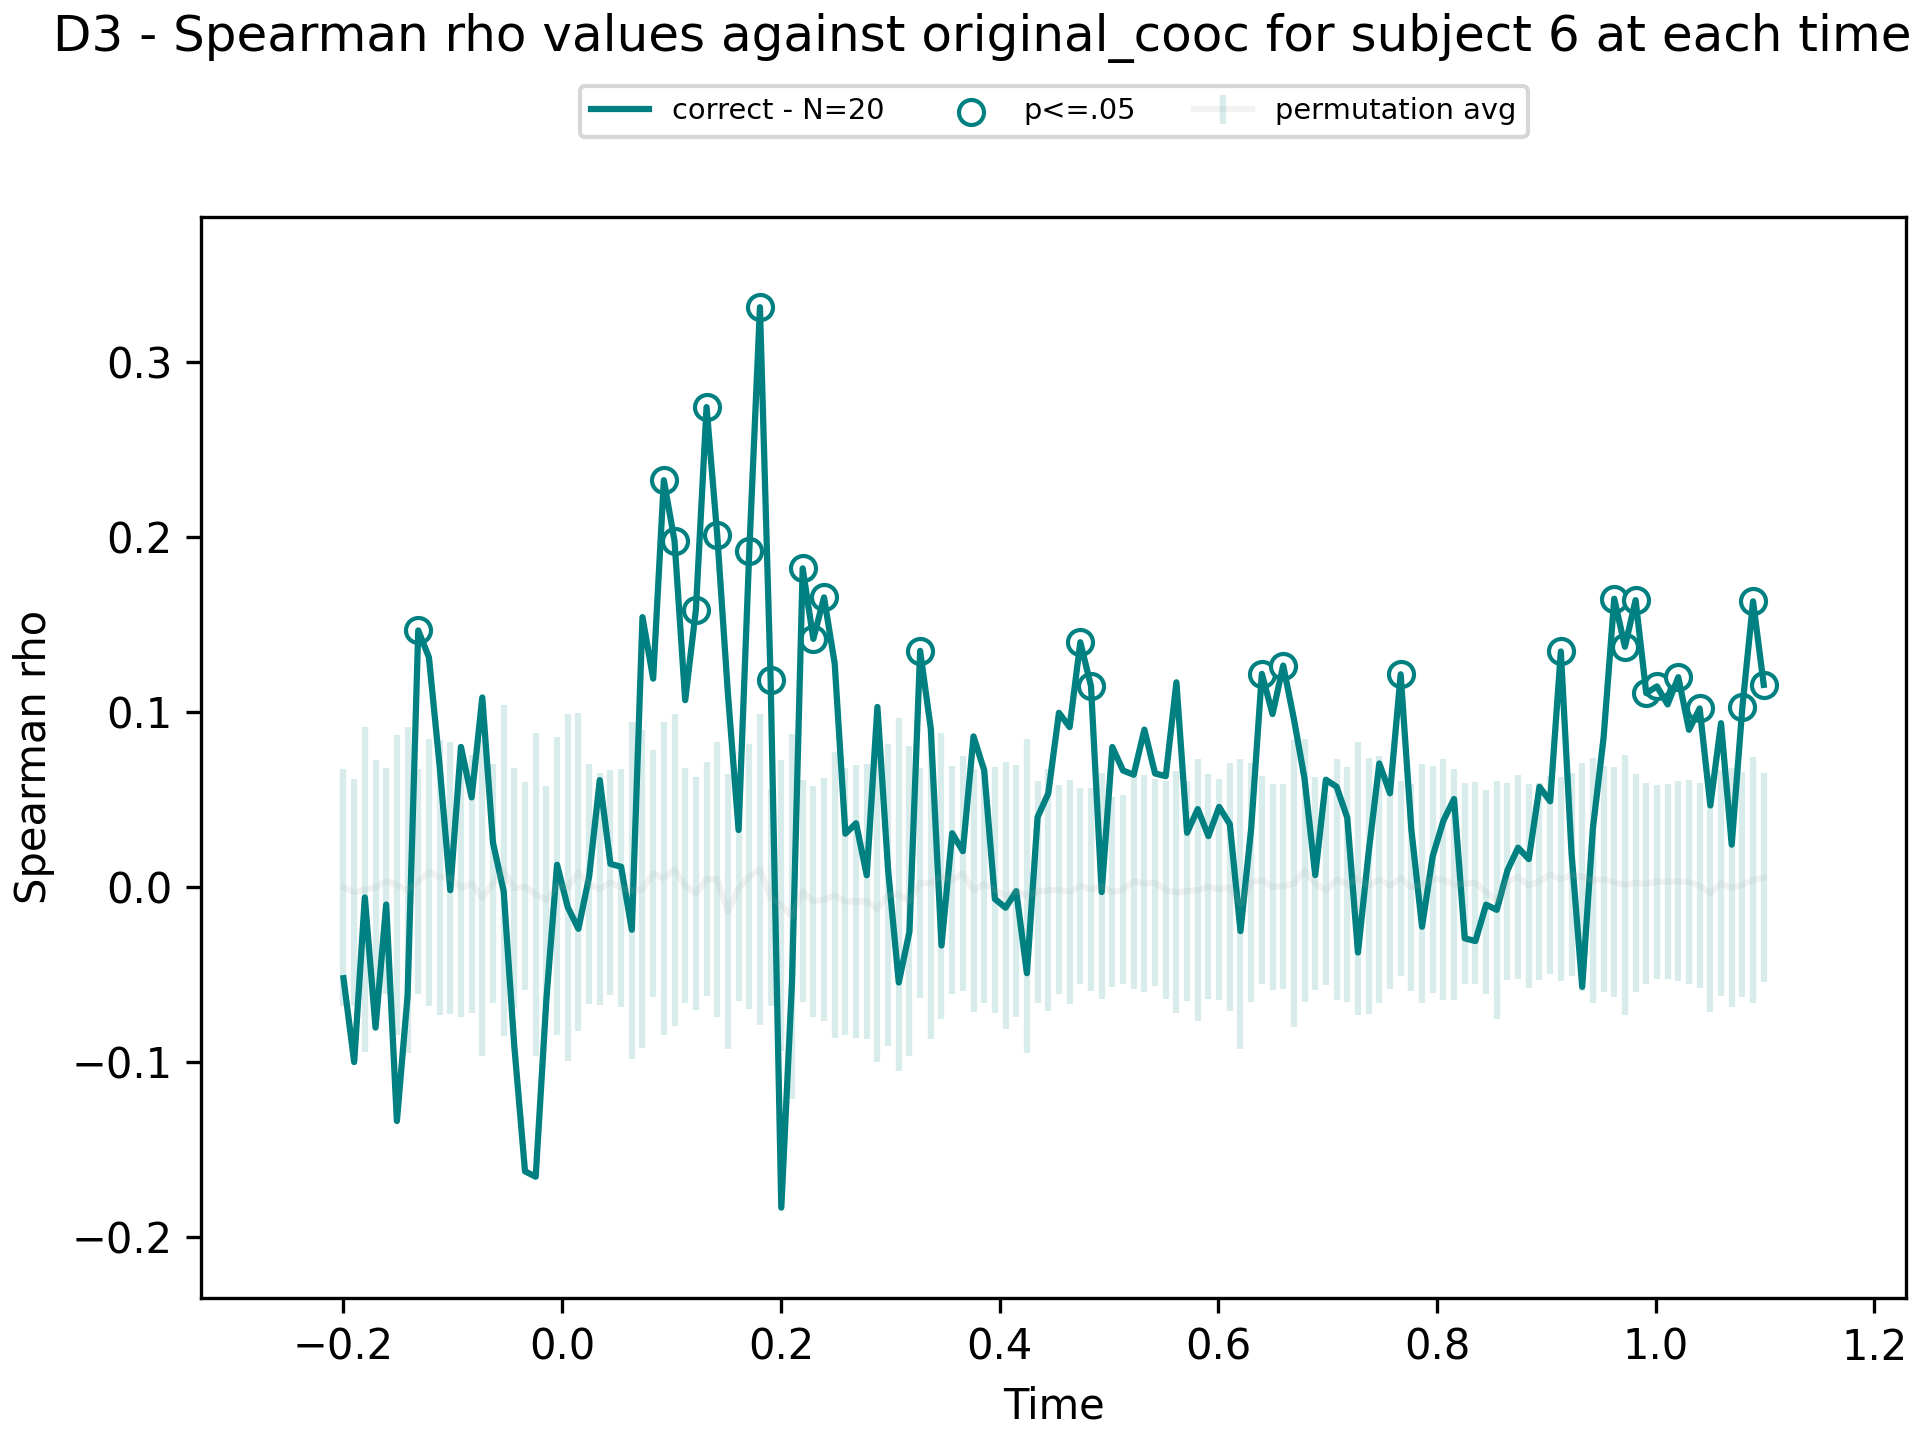 D3 - Spearman rho values against original_cooc for subject 6 at each time
correct - N=20 p<=.05 permutation avg
0.3
0.2
0.1
0.0
−0.1
−0.2
Spearman rho
−0.2 0.0 0.2 0.4 0.6 0.8 1.0 1.2
Time